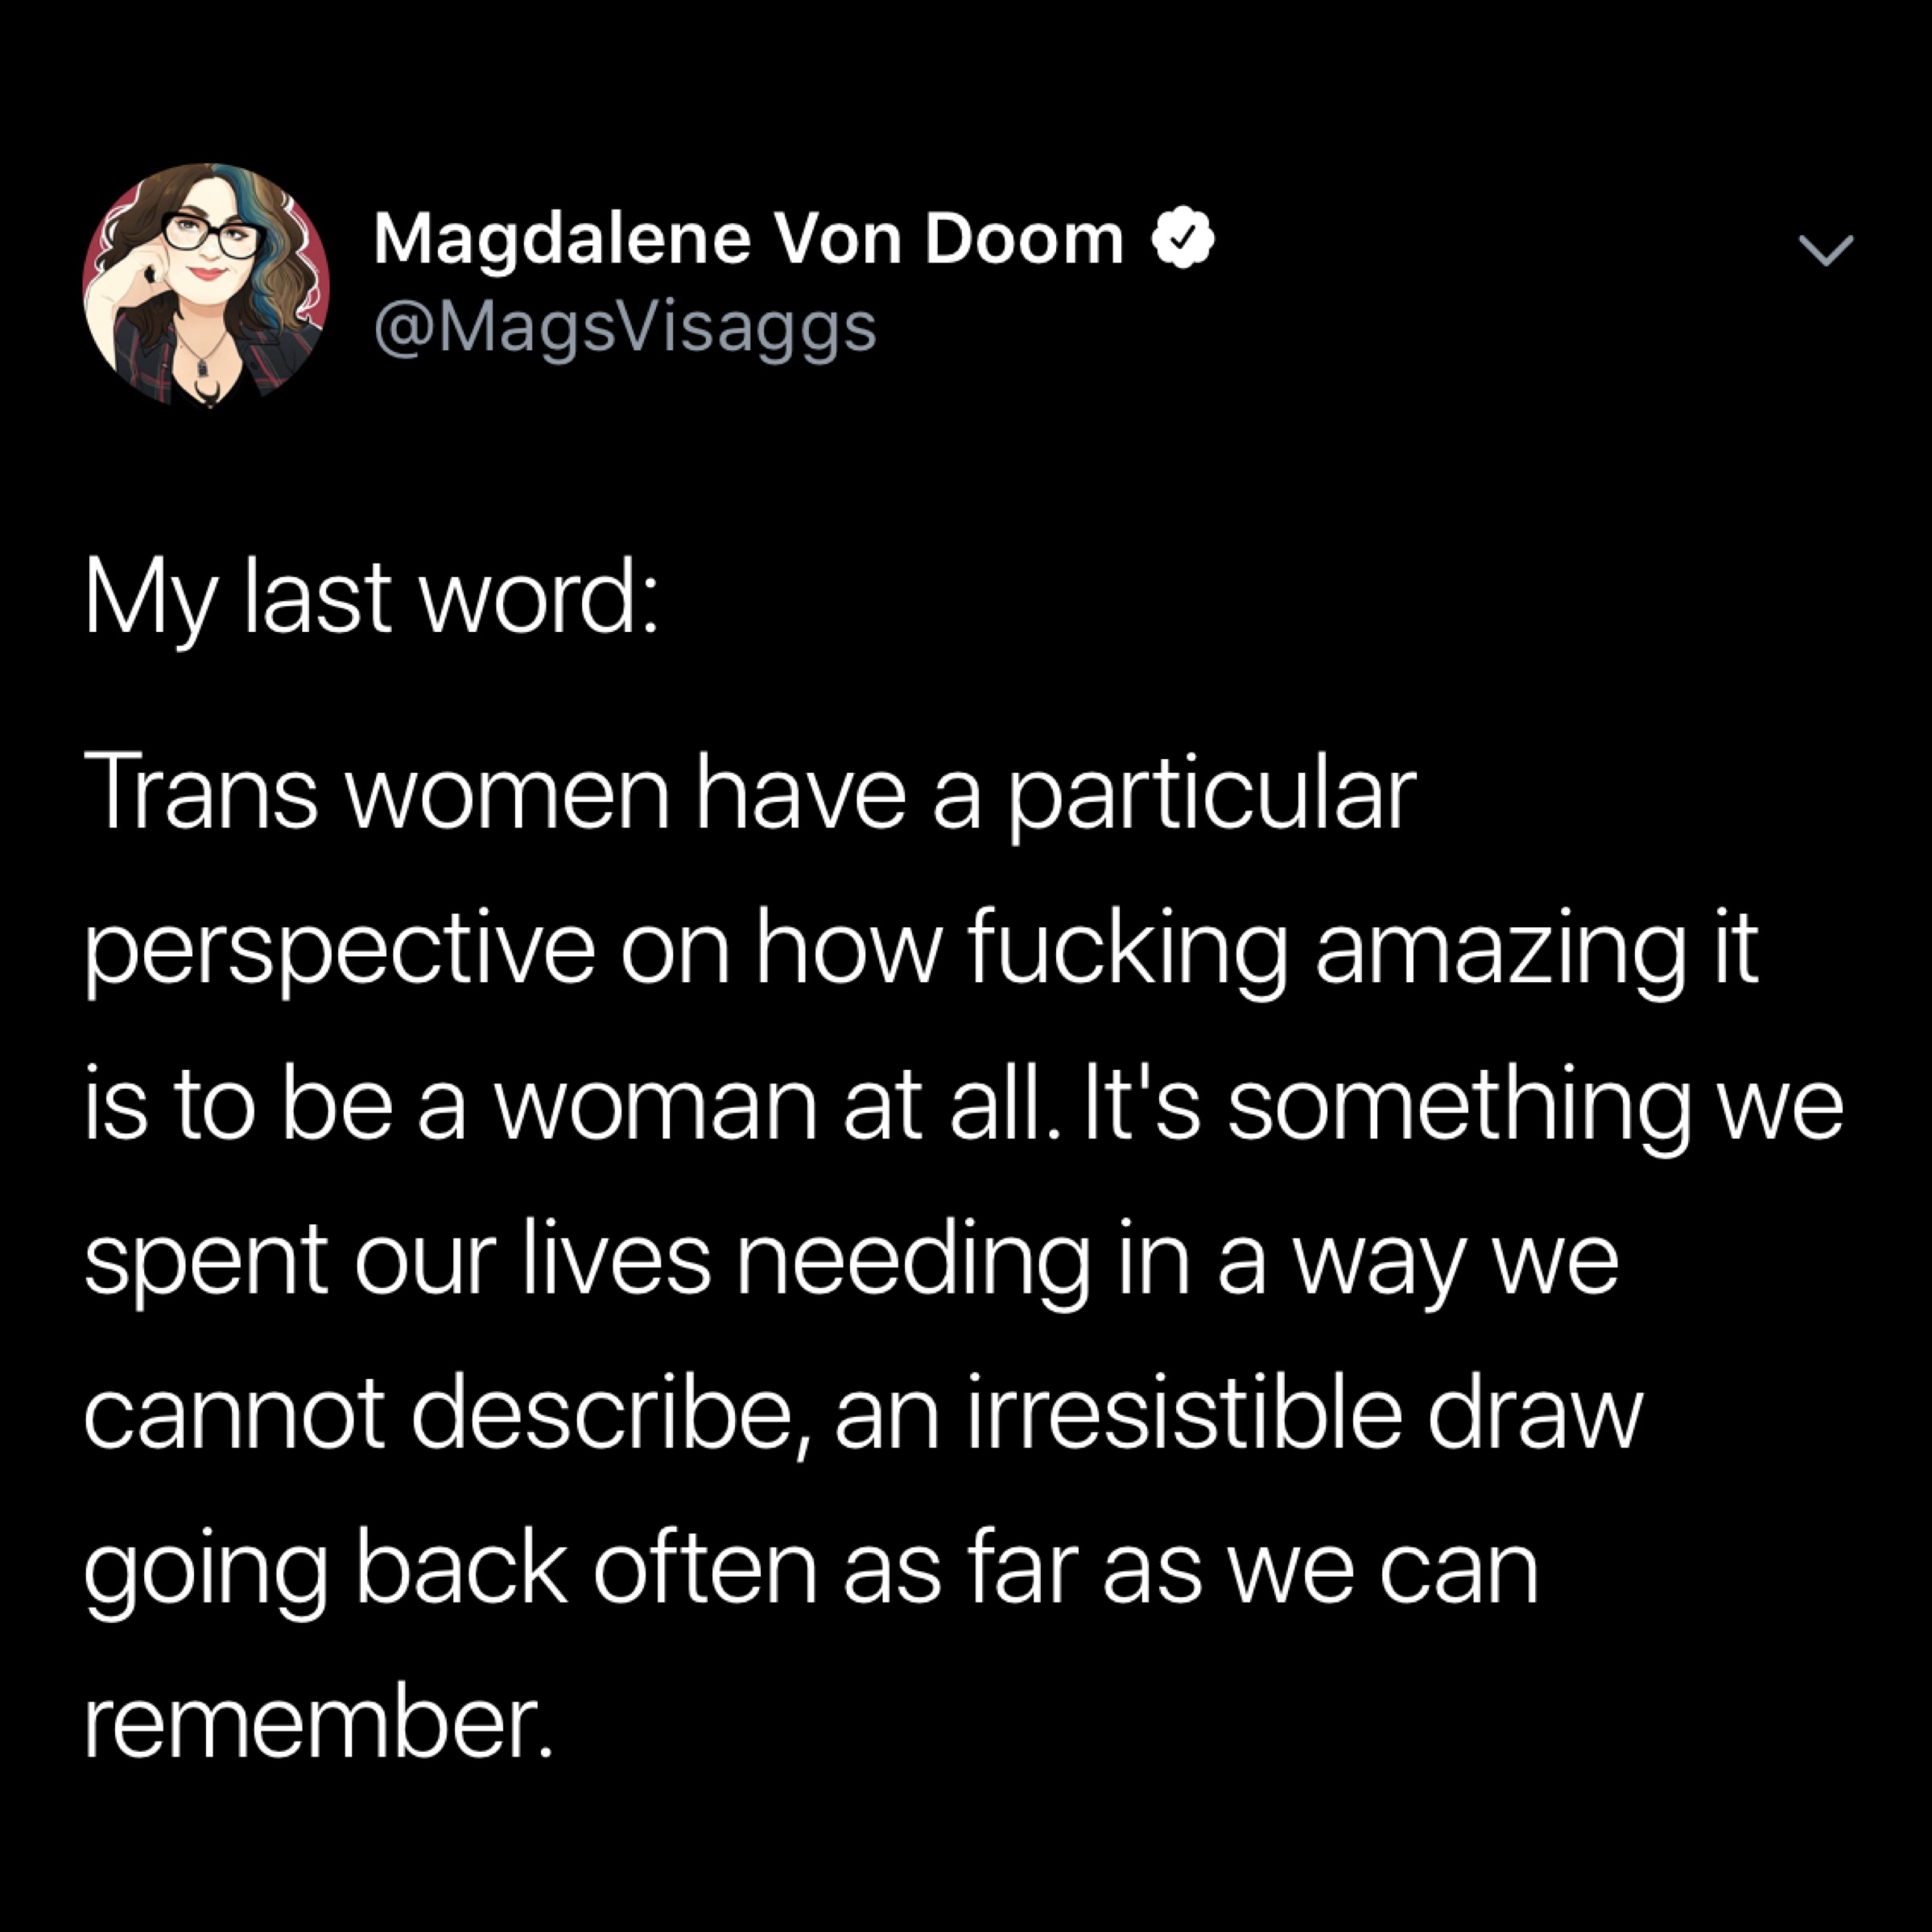 Magdalene Von Doom
@MagsVisaggs
My last word:
Trans women have a particular
perspective on how fucking amazing it
is to be a woman at all. It's something we
spent our lives needing in a way we
cannot describe, an irresistible draw
going back often as far as we can
remember.